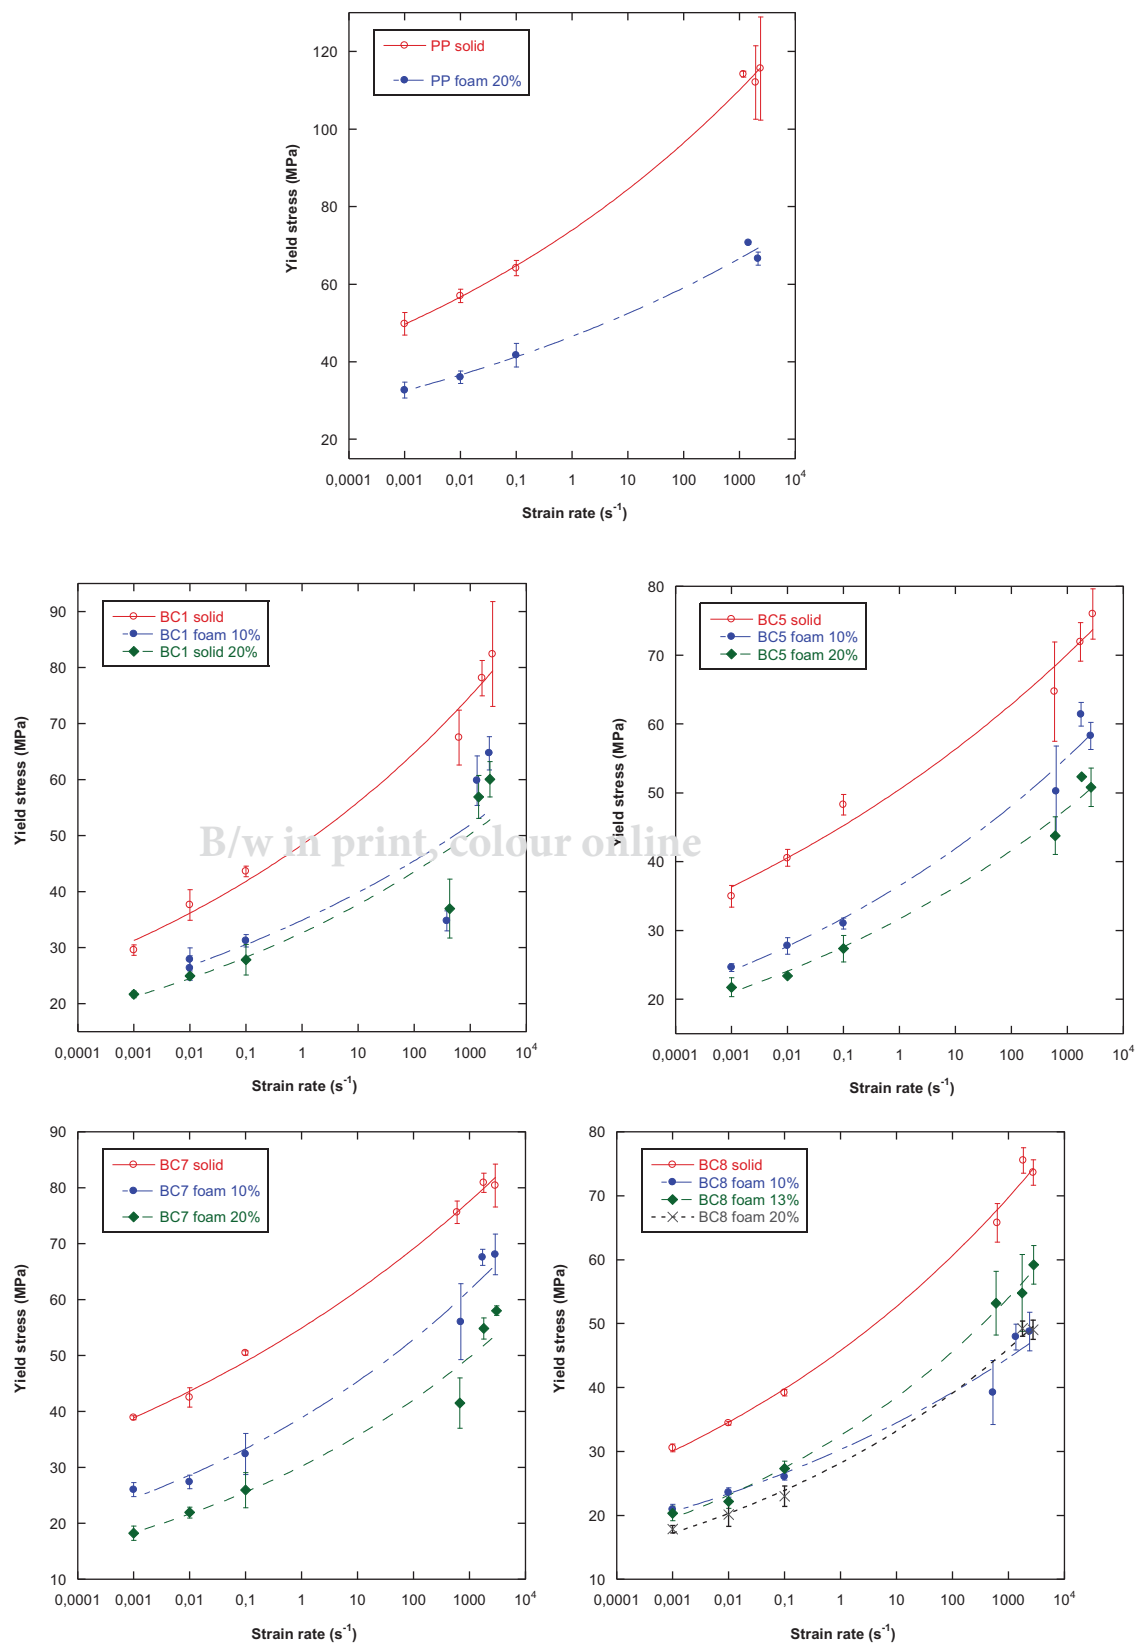 PP solid
PP foam 20%
120
100
80
60
40
20
Yield stress (MPa)
0,0001 0,001 0,01 0,1 1 10 100 1000 10⁴
Strain rate (s⁻¹)
BC1 solid
BC1 foam 10%
BC1 solid 20%
90
80
70
60
50
40
30
20
Yield stress (MPa)
0,0001 0,001 0,01 0,1 1 10 100 1000 10⁴
Strain rate (s⁻¹)
BC5 solid
BC5 foam 10%
BC5 foam 20%
80
70
60
50
40
30
20
Yield stress (MPa)
0,0001 0,001 0,01 0,1 1 10 100 1000 10⁴
Strain rate (s⁻¹)
B/w in print, colour online
BC7 solid
BC7 foam 10%
BC7 foam 20%
90
80
70
60
50
40
30
20
10
Yield stress (MPa)
0,0001 0,001 0,01 0,1 1 10 100 1000 10⁴
Strain rate (s⁻¹)
BC8 solid
BC8 foam 10%
BC8 foam 13%
BC8 foam 20%
80
70
60
50
40
30
20
10
Yield stress (MPa)
0,0001 0,001 0,01 0,1 1 10 100 1000 10⁴
Strain rate (s⁻¹)